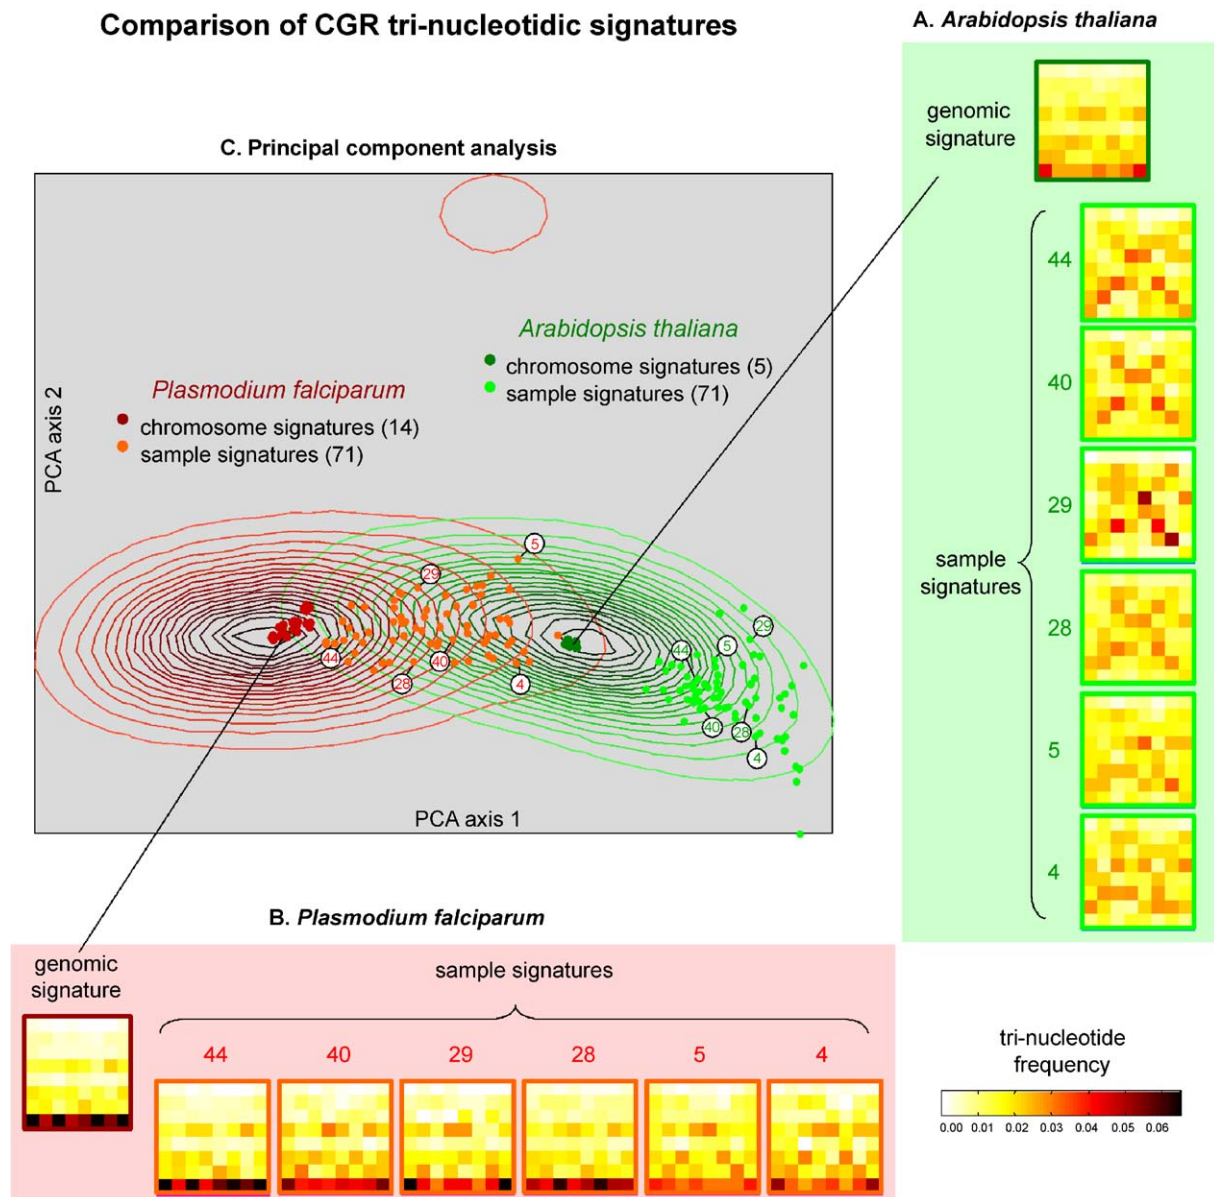 Comparison of CGR tri-nucleotidic signatures
A. Arabidopsis thaliana
genomic
signature
44
40
29
sample
signatures
28
5
4
C. Principal component analysis
Arabidopsis thaliana
chromosome signatures (5)
sample signatures (71)
Plasmodium falciparum
chromosome signatures (14)
sample signatures (71)
PCA axis 2
5
29
29
44
5
44
40
28
4
40
28
4
PCA axis 1
B. Plasmodium falciparum
genomic
signature
sample signatures
44 40 29 28 5 4
tri-nucleotide
frequency
0.00 0.01 0.02 0.03 0.04 0.05 0.06